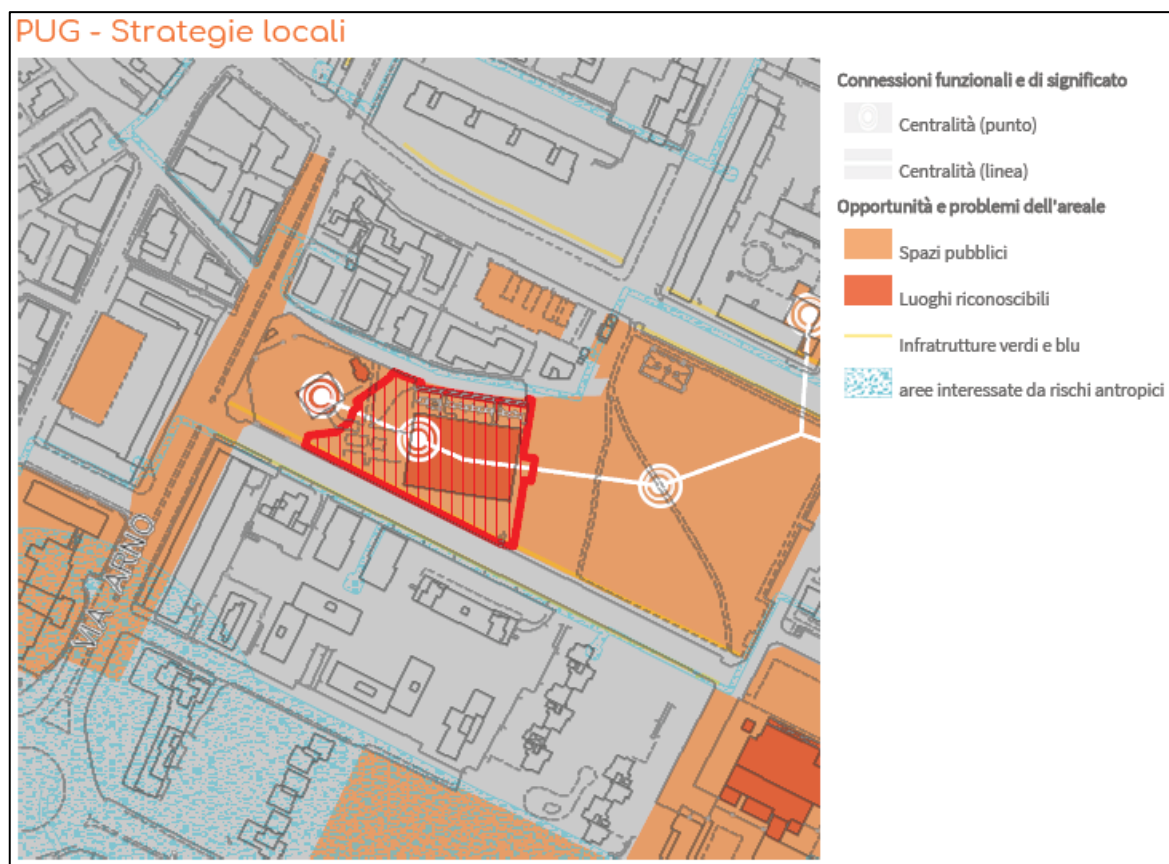 PUG - Strategie locali
Connessioni funzionali e di significato
Centralità (punto)
Centralità (linea)
Opportunità e problemi dell'areale
Spazi pubblici
Luoghi riconoscibili
Infratrutture verdi e blu
aree interessate da rischi antropici
VIA ARNO